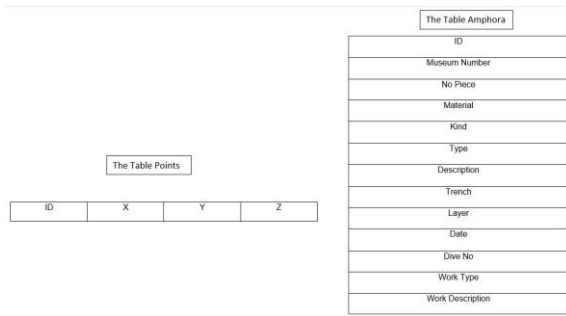 The Table Points
ID X Y Z
The Table Amphora
ID
Museum Number
No Piece
Material
Kind
Type
Description
Trench
Layer
Date
Dive No
Work Type
Work Description